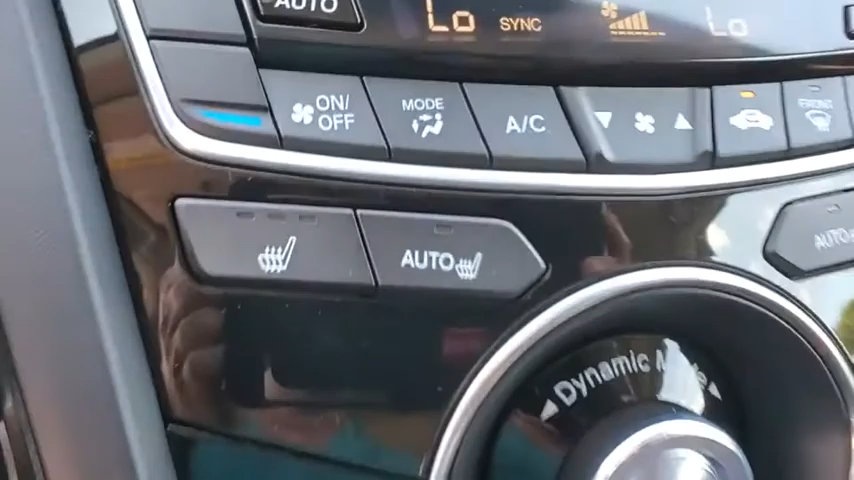 AUTO
Lo SYNC Lo
ON/OFF MODE A/C FRONT
AUTO AUTO
Dynamic